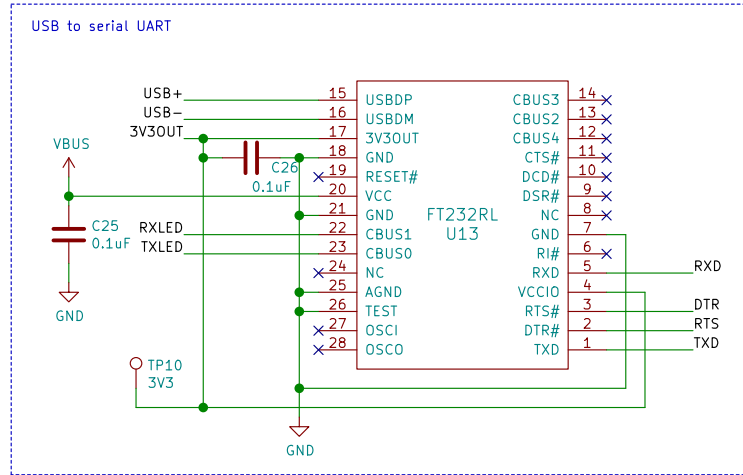 USB to serial UART
USB+ 15 USBDP CBUS3 14
USB- 16 USBDM CBUS2 13
3V3OUT 17 3V3OUT CBUS4 12
VBUS
18 GND CTS# 11
C26
0.1uF
19 RESET# DCD# 10
20 VCC DSR# 9
21 GND FT232RL NC 8
C25
0.1uF
RXLED 22 CBUS1 U13 GND 7
TXLED 23 CBUS0 RI# 6
24 NC RXD 5 RXD
25 AGND VCCIO 4
GND
26 TEST RTS# 3 DTR
27 OSCI DTR# 2 RTS
28 OSCO TXD 1 TXD
TP10
3V3
GND